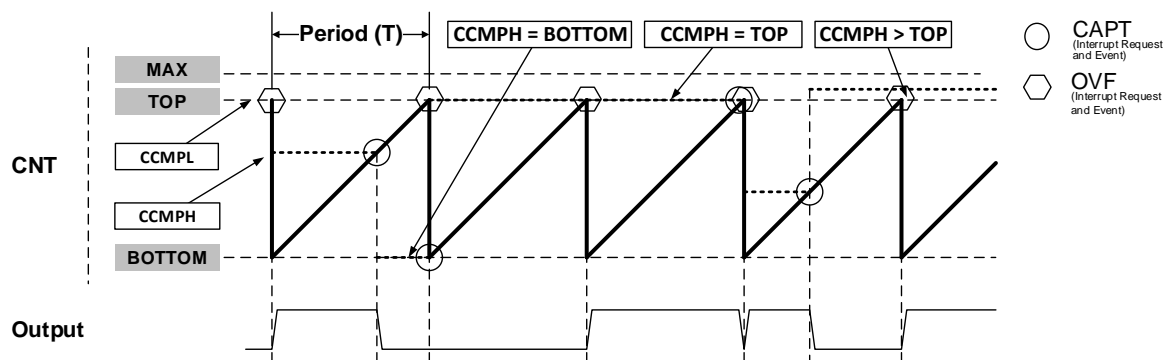 Period (T)
CCMPH = BOTTOM
CCMPH = TOP
CCMPH > TOP
CAPT
(Interrupt Request
and Event)
MAX
TOP
OVF
(Interrupt Request
and Event)
CCMPL
CNT
CCMPH
BOTTOM
Output